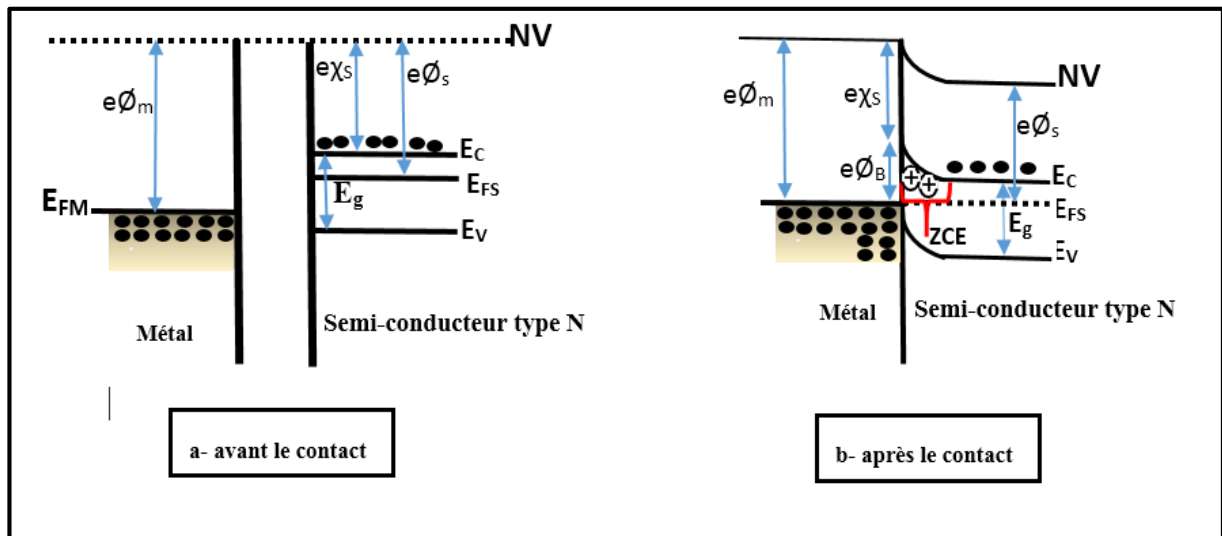 NV
eχS
eØs
eØm
EC
Eg
EFS
EFM
EV
Métal
Semi-conducteur type N
a- avant le contact
NV
eχS
eØm
eØs
eØB
++
EC
EFS
Eg
ZCE
EV
Métal
Semi-conducteur type N
b- après le contact